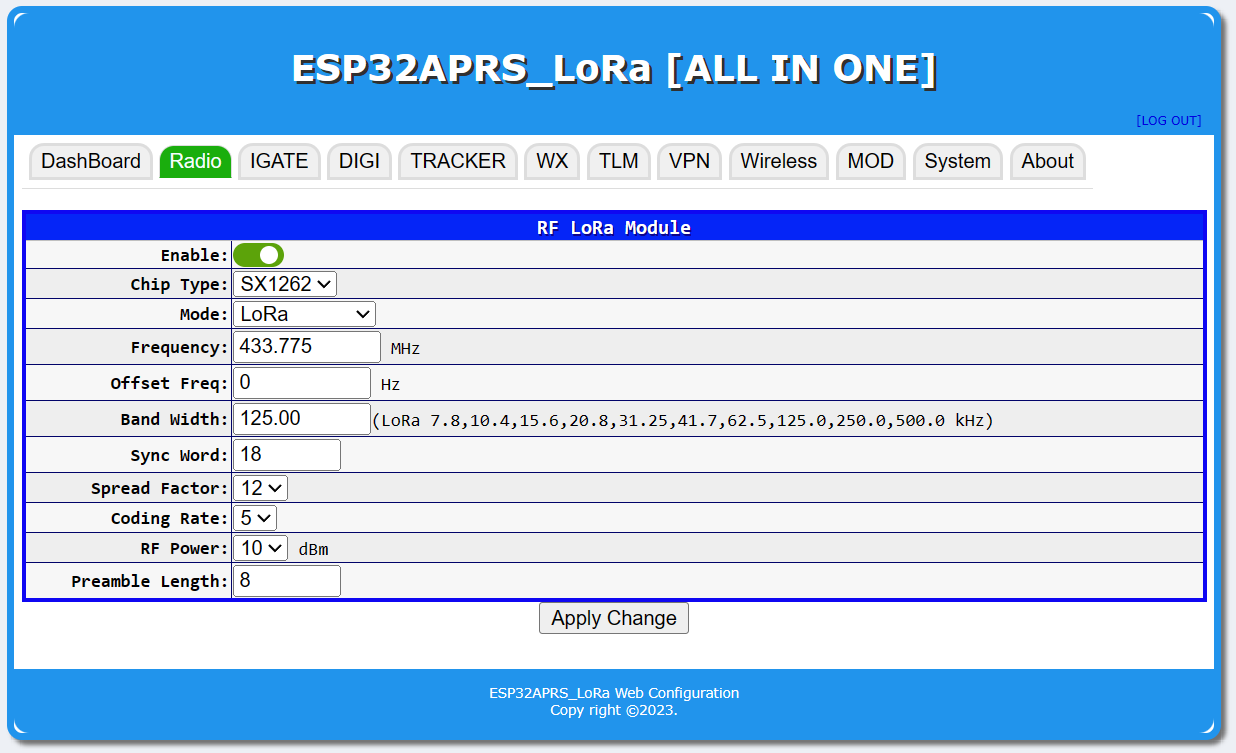 ESP32APRS_LoRa [ALL IN ONE]
[LOG OUT]
DashBoard Radio IGATE DIGI TRACKER WX TLM VPN Wireless MOD System About
RF LoRa Module
Enable:
Chip Type: SX1262
Mode: LoRa
Frequency: 433.775 MHz
Offset Freq: 0 Hz
Band Width: 125.00 (LoRa 7.8,10.4,15.6,20.8,31.25,41.7,62.5,125.0,250.0,500.0 kHz)
Sync Word: 18
Spread Factor: 12
Coding Rate: 5
RF Power: 10 dBm
Preamble Length: 8
Apply Change
ESP32APRS_LoRa Web Configuration
Copy right ©2023.